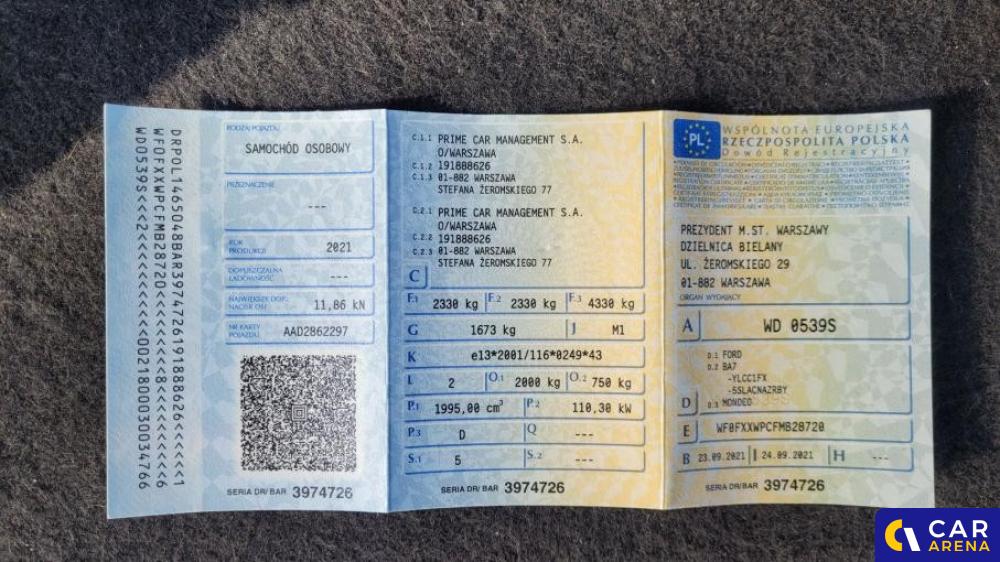 DRPOL1465048BAR3974726191888626<<<<<<1
WF0FXXWPCFMB28720<<<<<<<<<<<8<<<<<<<<6
WD0539S<<<2<<<<<<<<<<<<00218000030034766
RODZAJ POJAZDU
SAMOCHÓD OSOBOWY
PRZEZNACZENIE
---
ROK PRODUKCJI 2021
DOPUSZCZALNA ŁADOWNOŚĆ ---
NAJWIĘKSZY DOP. NACISK OSI 11,86 kN
NR KARTY POJAZDU AAD2862297
SERIA DR/BAR 3974726
C.1.1 PRIME CAR MANAGEMENT S.A.
O/WARSZAWA
C.1.2 191888626
C.1.3 01-882 WARSZAWA
STEFANA ŻEROMSKIEGO 77
C.2.1 PRIME CAR MANAGEMENT S.A.
O/WARSZAWA
C.2.2 191888626
C.2.3 01-882 WARSZAWA
STEFANA ŻEROMSKIEGO 77
C
F.1 2330 kg F.2 2330 kg F.3 4330 kg
G 1673 kg J M1
K e13*2001/116*0249*43
L 2 O.1 2000 kg O.2 750 kg
P.1 1995,00 cm³ P.2 110,30 kW
P.3 D Q ---
S.1 5 S.2 ---
SERIA DR/BAR 3974726
PL
WSPÓLNOTA EUROPEJSKA
RZECZPOSPOLITA POLSKA
Dowód Rejestracyjny
PREZYDENT M.ST. WARSZAWY
DZIELNICA BIELANY
UL. ŻEROMSKIEGO 29
01-882 WARSZAWA
ORGAN WYDAJĄCY
A WD 0539S
D.1 FORD
D.2 BA7
-YLCC1FX
-5SLACNAZRBY
D D.3 MONDEO
E WF0FXXWPCFMB28720
B 23.09.2021 I 24.09.2021 H ---
SERIA DR/BAR 3974726
CAR
ARENA